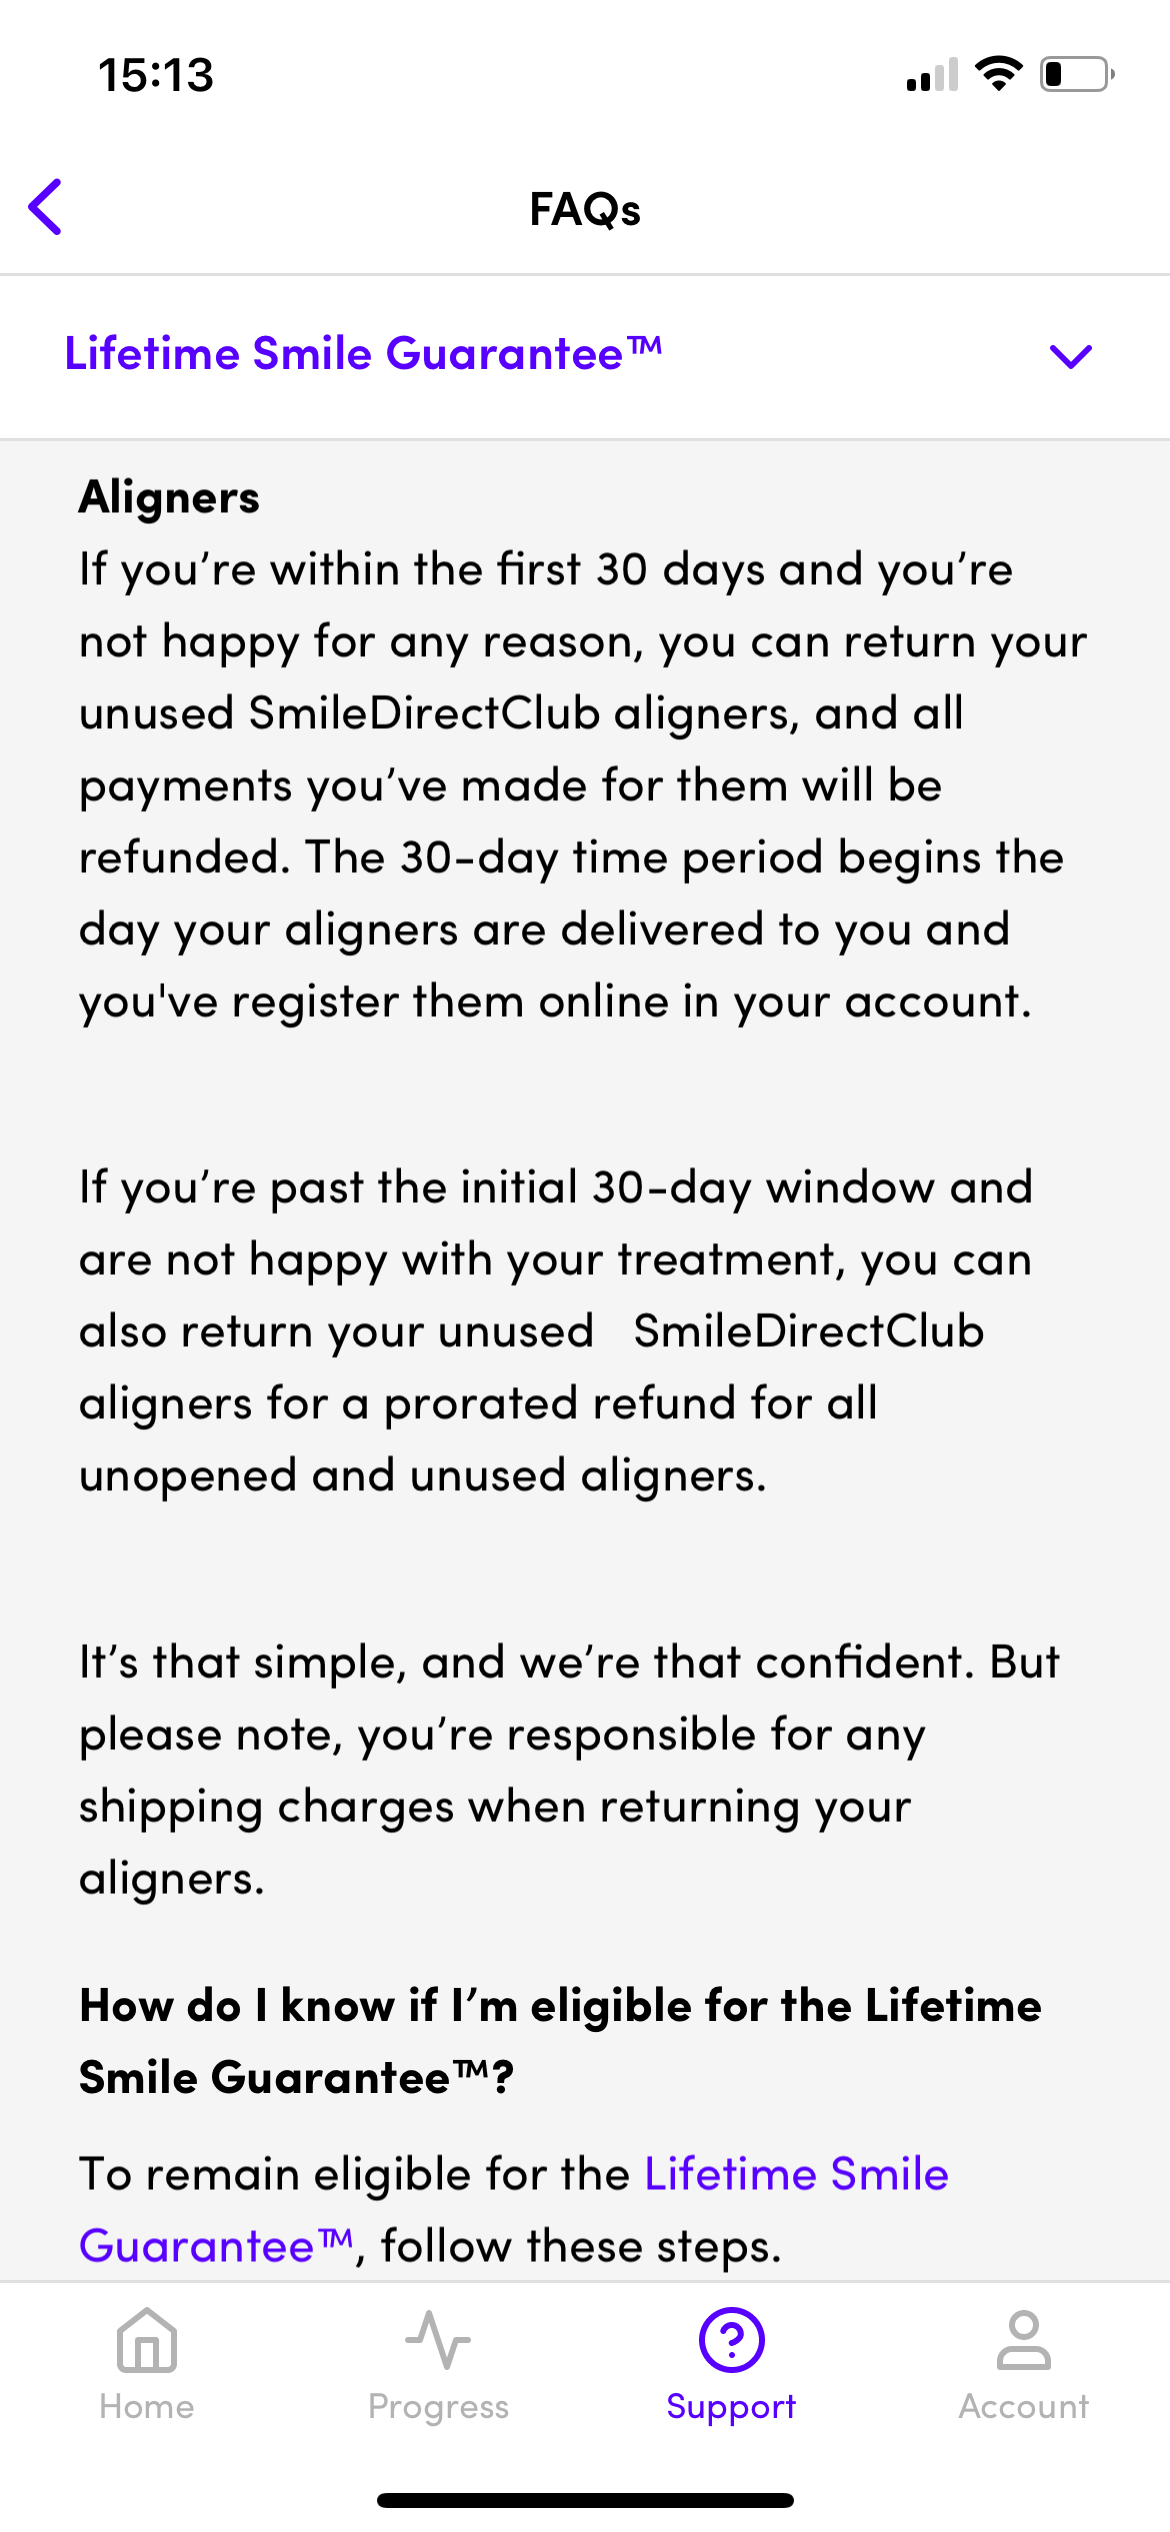 15:13
FAQs
Lifetime Smile Guarantee™
Aligners
If you’re within the first 30 days and you’re
not happy for any reason, you can return your
unused SmileDirectClub aligners, and all
payments you’ve made for them will be
refunded. The 30-day time period begins the
day your aligners are delivered to you and
you've register them online in your account.
If you’re past the initial 30-day window and
are not happy with your treatment, you can
also return your unused   SmileDirectClub
aligners for a prorated refund for all
unopened and unused aligners.
It’s that simple, and we’re that confident. But
please note, you’re responsible for any
shipping charges when returning your
aligners.
How do I know if I’m eligible for the Lifetime
Smile Guarantee™?
To remain eligible for the Lifetime Smile
Guarantee™, follow these steps.
Home Progress Support Account